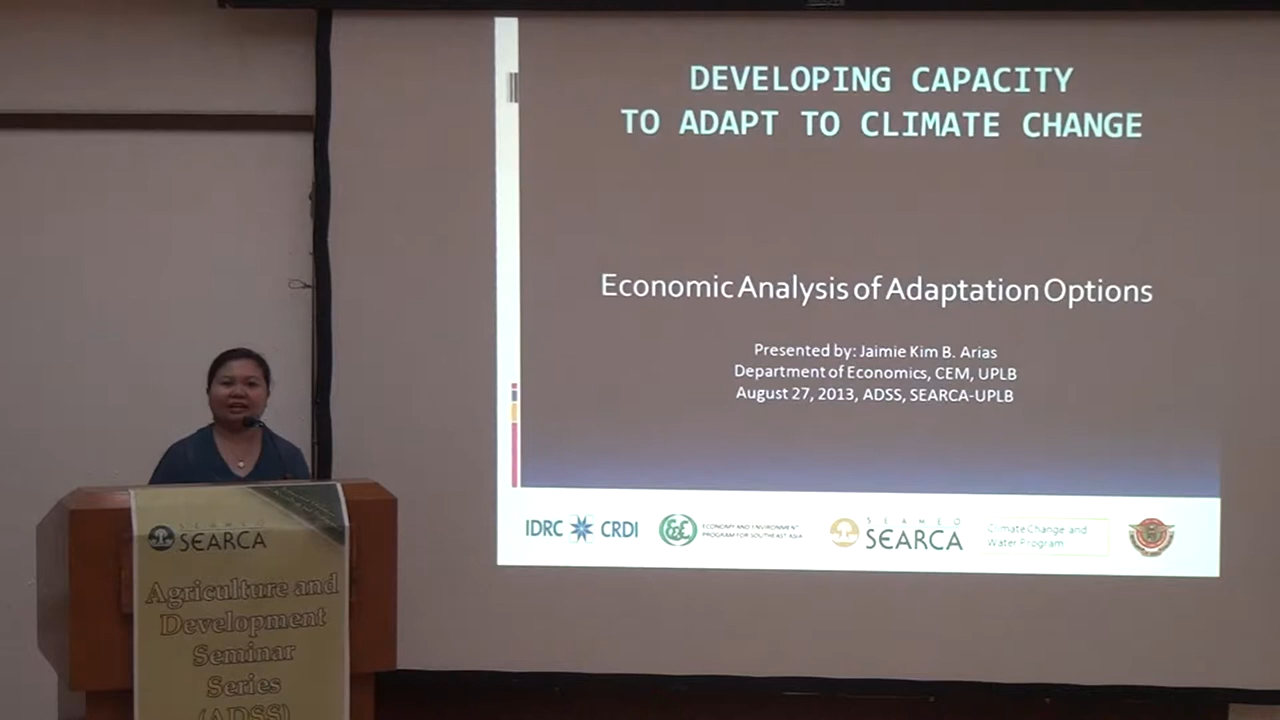 DEVELOPING CAPACITY
TO ADAPT TO CLIMATE CHANGE
Economic Analysis of Adaptation Options
Presented by: Jaimie Kim B. Arias
Department of Economics, CEM, UPLB
August 27, 2013, ADSS, SEARCA-UPLB
IDRC CRDI
ECONOMY AND ENVIRONMENT
PROGRAM FOR SOUTHEAST ASIA
SEAMEO
SEARCA
Climate Change and
Water Program
SEAMEO
SEARCA
Agriculture and
Development
Seminar
Series
(ADSS)